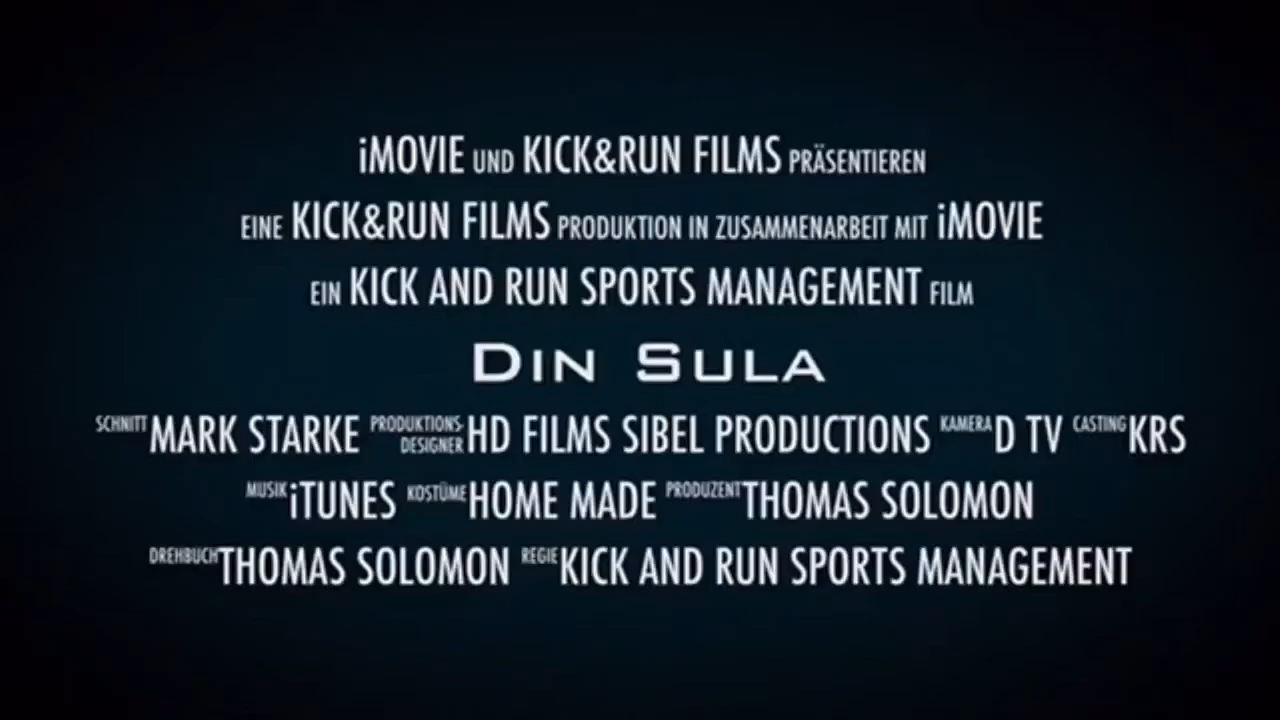 iMOVIE UND KICK&RUN FILMS PRÄSENTIEREN
EINE KICK&RUN FILMS PRODUKTION IN ZUSAMMENARBEIT MIT iMOVIE
EIN KICK AND RUN SPORTS MANAGEMENT FILM
DIN SULA
SCHNITT MARK STARKE PRODUKTIONS-DESIGNER HD FILMS SIBEL PRODUCTIONS KAMERA D TV CASTING KRS
MUSIK iTUNES KOSTÜME HOME MADE PRODUZENT THOMAS SOLOMON
DREHBUCH THOMAS SOLOMON REGIE KICK AND RUN SPORTS MANAGEMENT